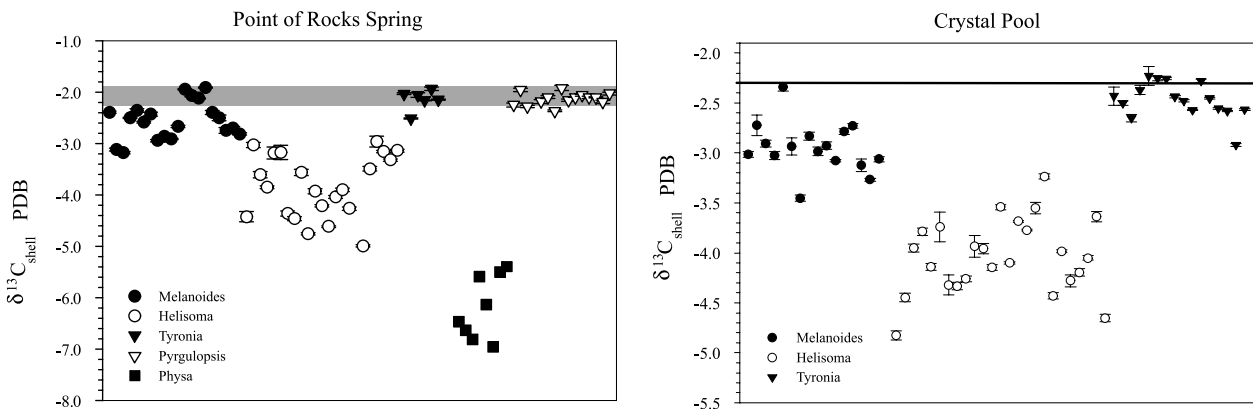 Point of Rocks Spring
δ¹³C_shell PDB
-1.0
-2.0
-3.0
-4.0
-5.0
-6.0
-7.0
-8.0
Melanoides
Helisoma
Tyronia
Pyrgulopsis
Physa
Crystal Pool
δ¹³C_shell PDB
-2.0
-2.5
-3.0
-3.5
-4.0
-4.5
-5.0
-5.5
Melanoides
Helisoma
Tyronia